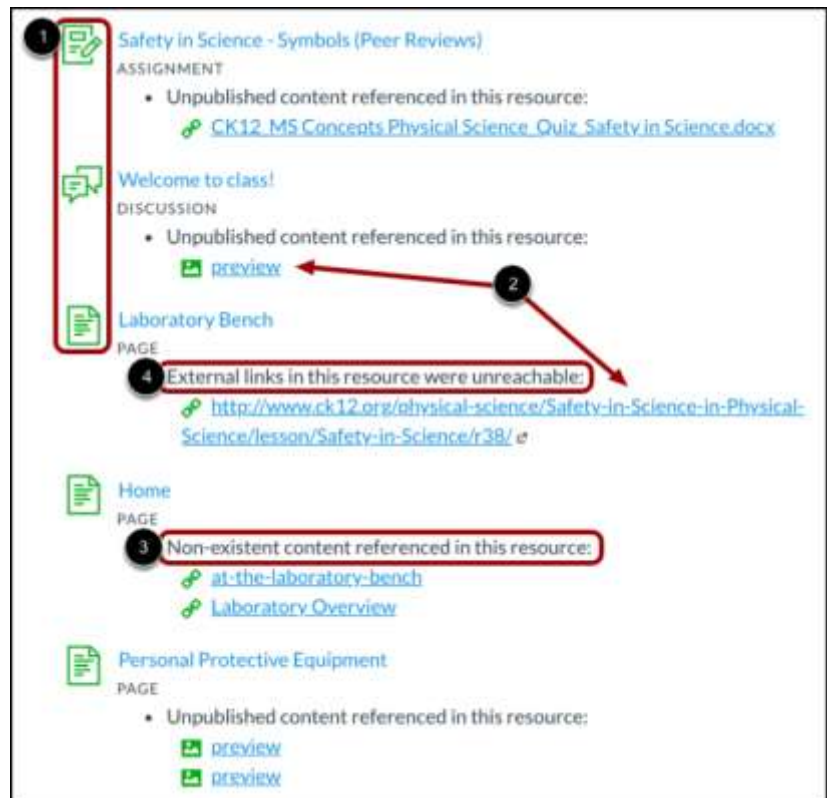 1
Safety in Science - Symbols (Peer Reviews)
ASSIGNMENT
• Unpublished content referenced in this resource:
CK12_MS Concepts Physical Science_Quiz_Safety in Science.docx
Welcome to class!
DISCUSSION
• Unpublished content referenced in this resource:
preview
2
Laboratory Bench
PAGE
4 External links in this resource were unreachable:
http://www.ck12.org/physical-science/Safety-in-Science-in-Physical-
Science/lesson/Safety-in-Science/r38/
Home
PAGE
3 Non-existent content referenced in this resource:
at-the-laboratory-bench
Laboratory Overview
Personal Protective Equipment
PAGE
• Unpublished content referenced in this resource:
preview
preview